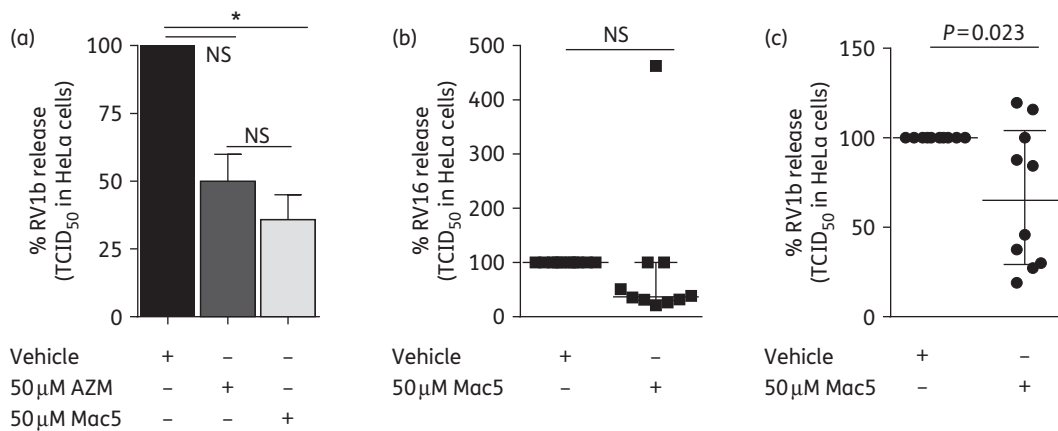 (a)
% RV1b release
(TCID50 in HeLa cells)
100
75
50
25
0
*
NS
NS
Vehicle + – –
50 µM AZM – + –
50 µM Mac5 – – +
(b)
% RV16 release
(TCID50 in HeLa cells)
500
400
300
200
100
0
NS
Vehicle + –
50 µM Mac5 – +
(c)
% RV1b release
(TCID50 in HeLa cells)
150
100
50
0
P=0.023
Vehicle + –
50 µM Mac5 – +